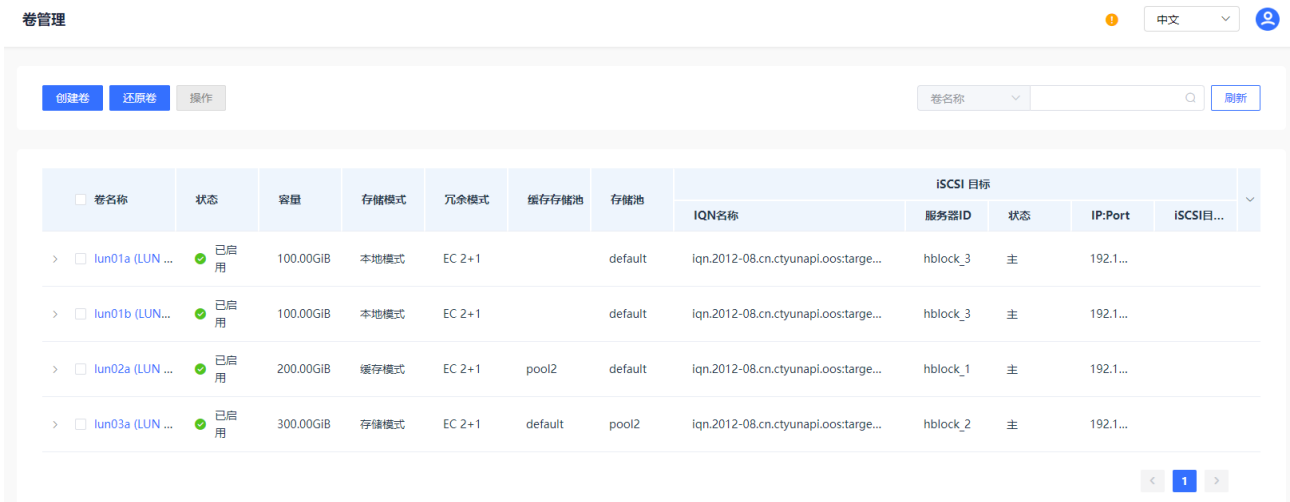 卷管理
中文
创建卷 还原卷 操作 卷名称 刷新
iSCSI 目标
卷名称 状态 容量 存储模式 冗余模式 缓存存储池 存储池
IQN名称 服务器ID 状态 IP:Port iSCSI目...
lun01a (LUN ... 已启用 100.00GiB 本地模式 EC 2+1 default iqn.2012-08.cn.ctyunapi.oos:targe... hblock_3 主 192.1...
lun01b (LUN... 已启用 100.00GiB 本地模式 EC 2+1 default iqn.2012-08.cn.ctyunapi.oos:targe... hblock_3 主 192.1...
lun02a (LUN ... 已启用 200.00GiB 缓存模式 EC 2+1 pool2 default iqn.2012-08.cn.ctyunapi.oos:targe... hblock_1 主 192.1...
lun03a (LUN ... 已启用 300.00GiB 存储模式 EC 2+1 default pool2 iqn.2012-08.cn.ctyunapi.oos:targe... hblock_2 主 192.1...
1